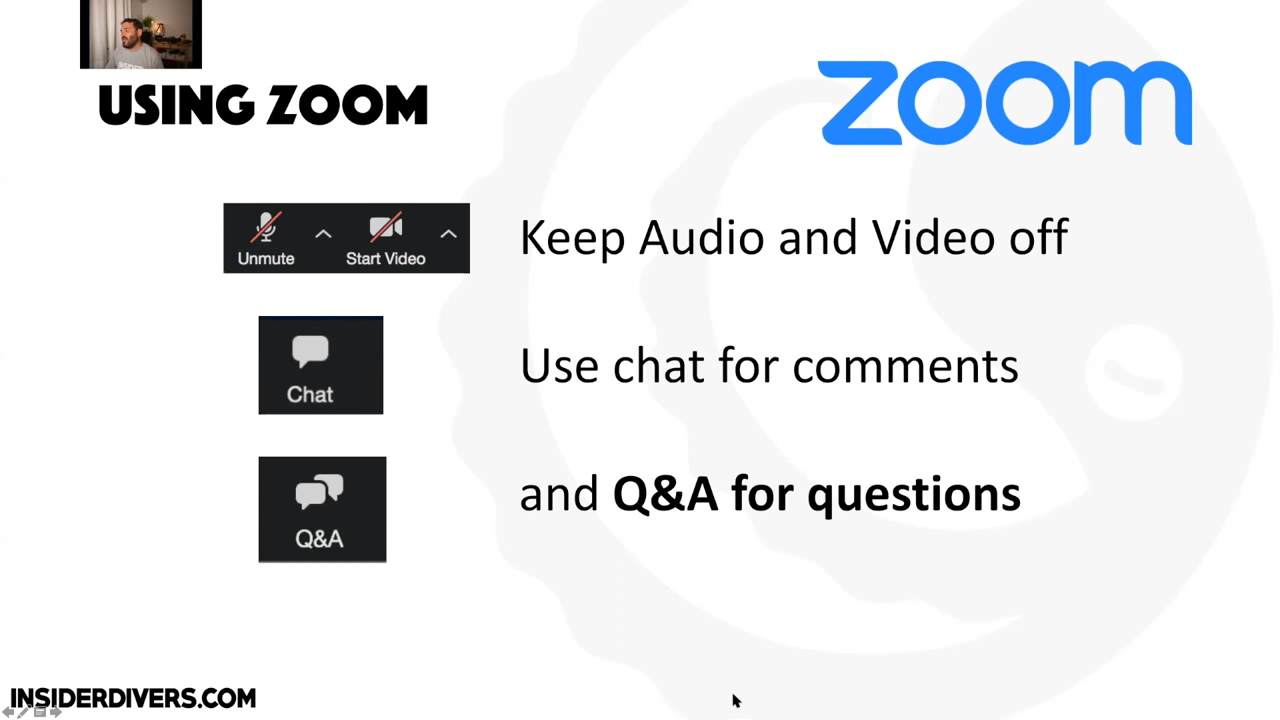 USING ZOOM
zoom
Unmute
Start Video
Keep Audio and Video off
Chat
Use chat for comments
Q&A
and Q&A for questions
INSIDERDIVERS.COM